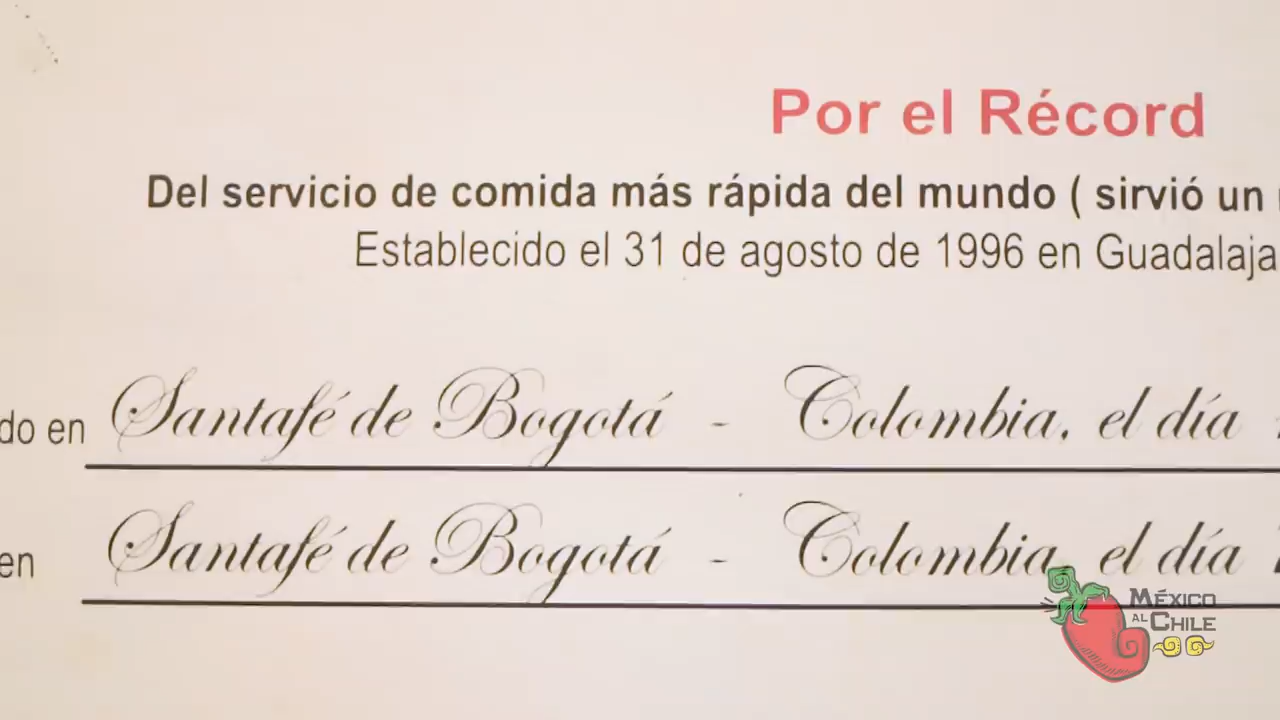 Por el Récord
Del servicio de comida más rápida del mundo ( sirvió un
Establecido el 31 de agosto de 1996 en Guadalaja
do en Santafé de Bogotá - Colombia, el día
en Santafé de Bogotá - Colombia, el día
MÉXICO
AL CHILE